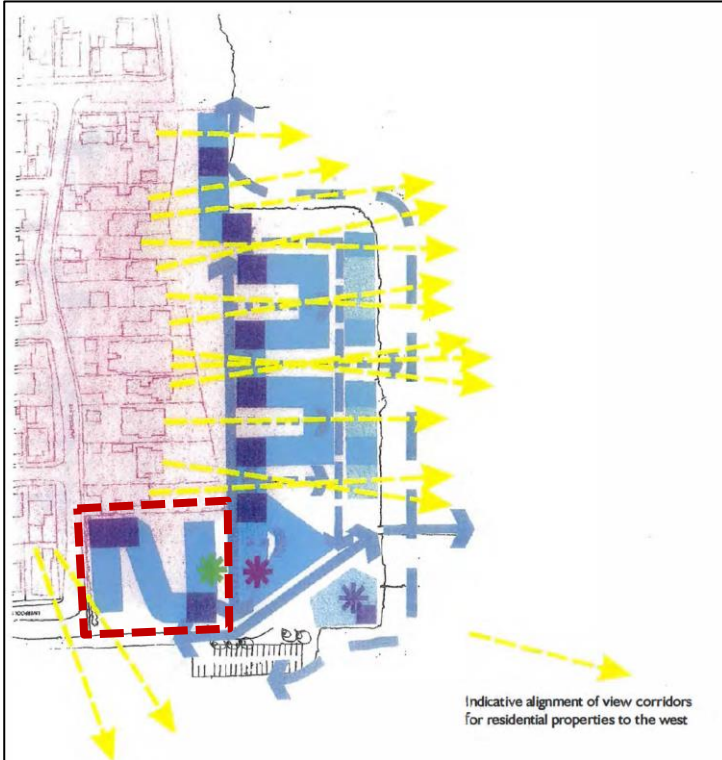 Indicative alignment of view corridors
for residential properties to the west